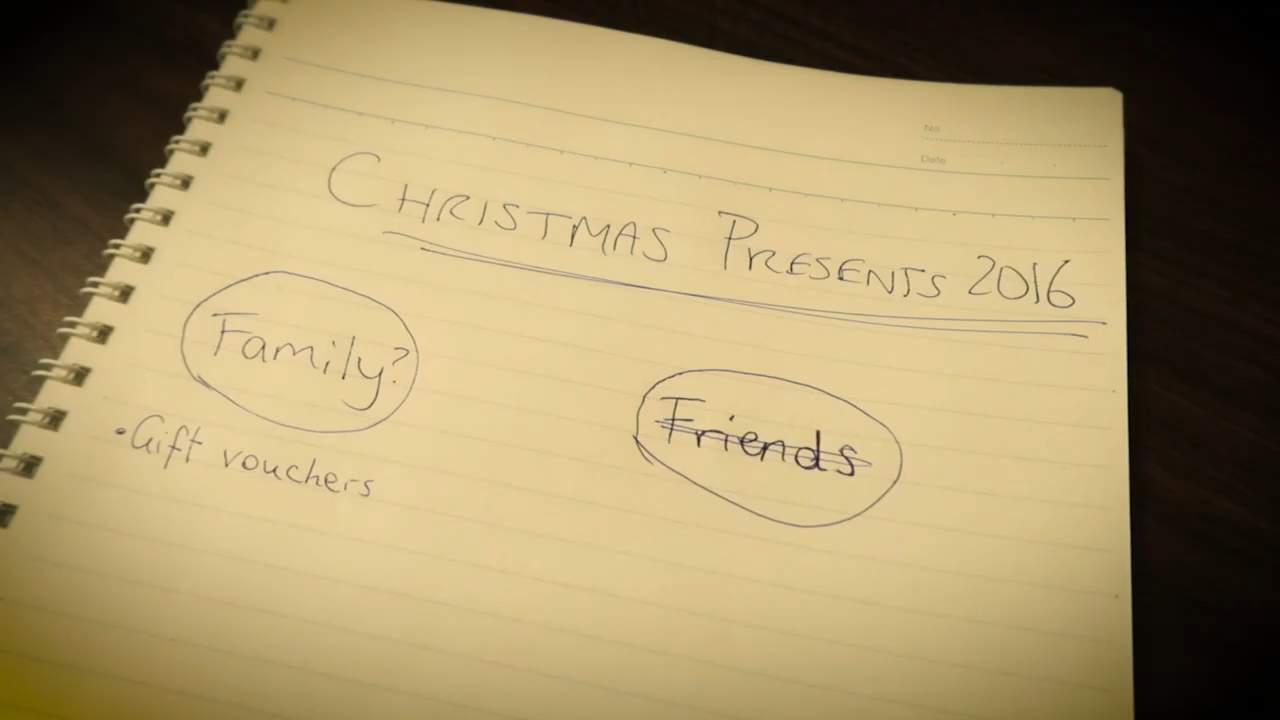 No.
Date
CHRISTMAS PRESENTS 2016
Family?
Friends
•Gift vouchers